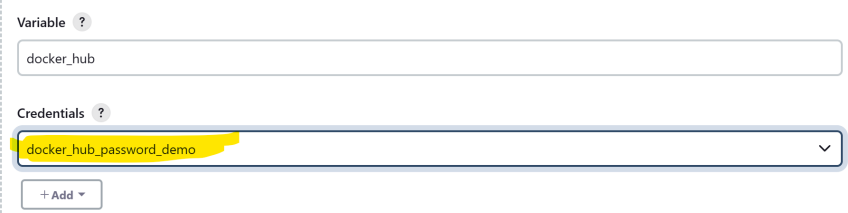 Variable ?
docker_hub
Credentials ?
docker_hub_password_demo
+ Add